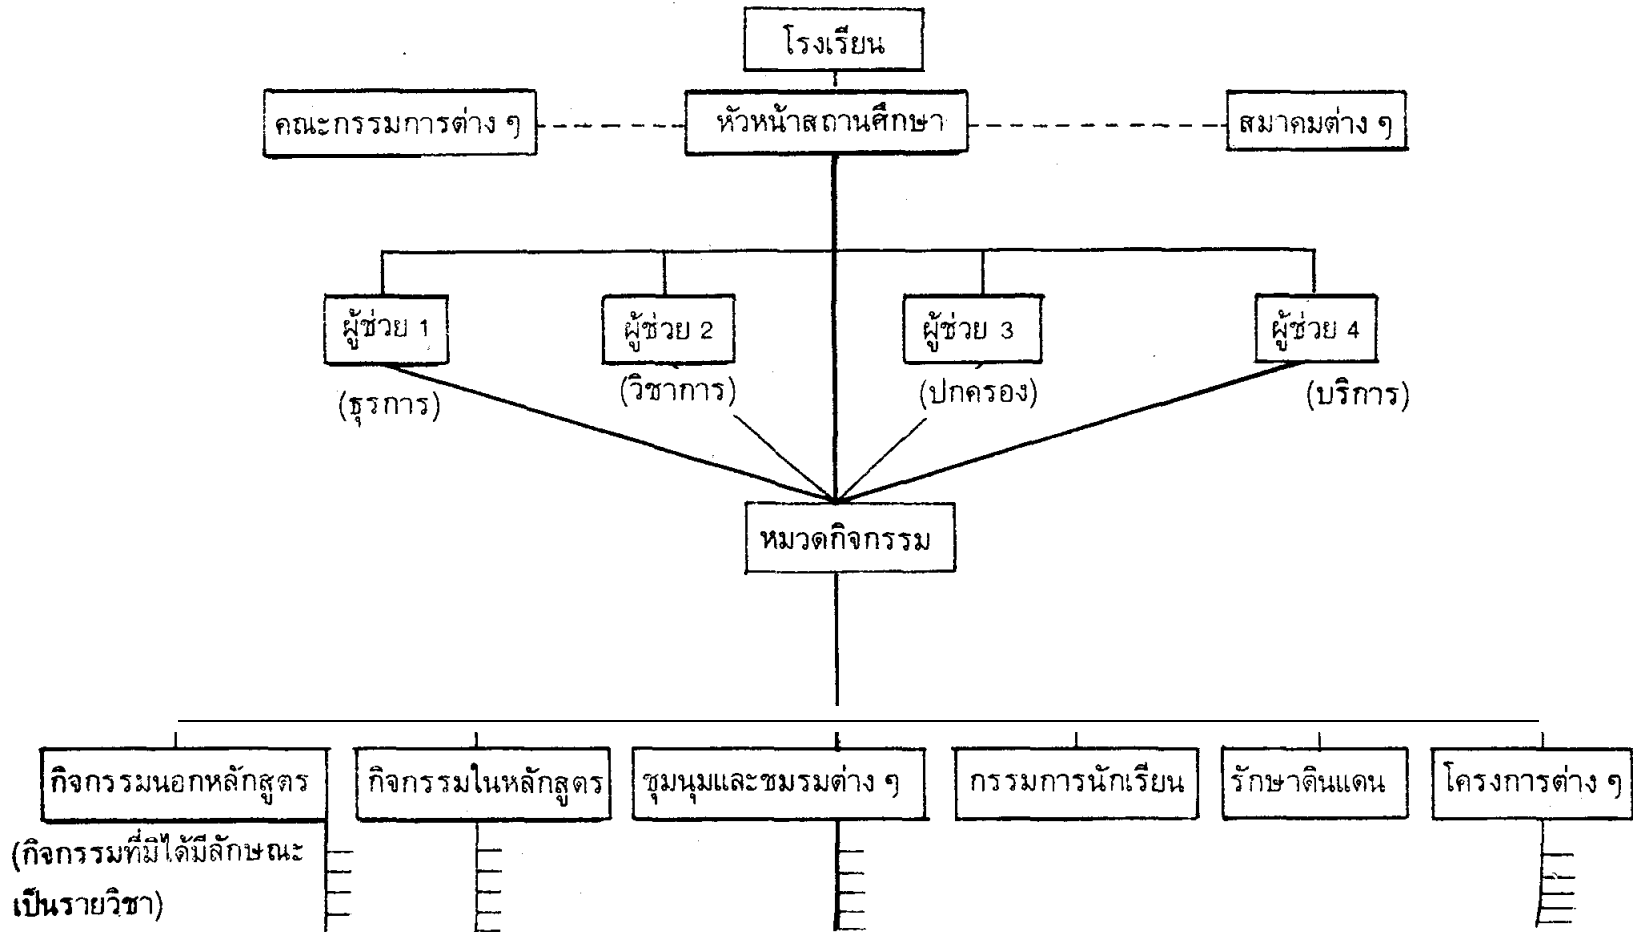 โรงเรียน
คณะกรรมการต่าง ๆ
หัวหน้าสถานศึกษา
สมาคมต่าง ๆ
ผู้ช่วย 1
ผู้ช่วย 2
ผู้ช่วย 3
ผู้ช่วย 4
(ธุรการ)
(วิชาการ)
(ปกครอง)
(บริการ)
หมวดกิจกรรม
กิจกรรมนอกหลักสูตร
กิจกรรมในหลักสูตร
ชุมนุมและชมรมต่าง ๆ
กรรมการนักเรียน
รักษาดินแดน
โครงการต่าง ๆ
(กิจกรรมที่มิได้มีลักษณะ
เป็นรายวิชา)